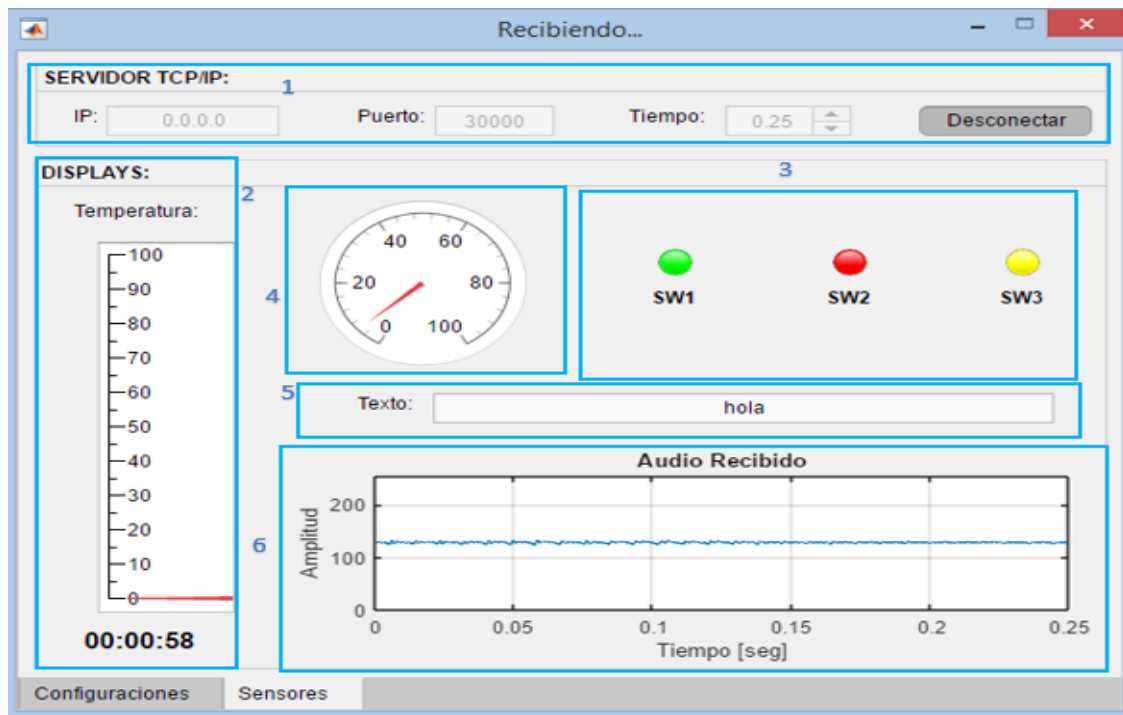 Recibiendo...
SERVIDOR TCP/IP:
1
IP: 0.0.0.0 Puerto: 30000 Tiempo: 0.25 Desconectar
DISPLAYS:
2
3
Temperatura:
100
90
80
70
60
50
40
30
20
10
0
00:00:58
4
0 20 40 60 80 100
SW1 SW2 SW3
5
Texto: hola
6
Audio Recibido
Amplitud
200
100
0
0 0.05 0.1 0.15 0.2 0.25
Tiempo [seg]
Configuraciones Sensores